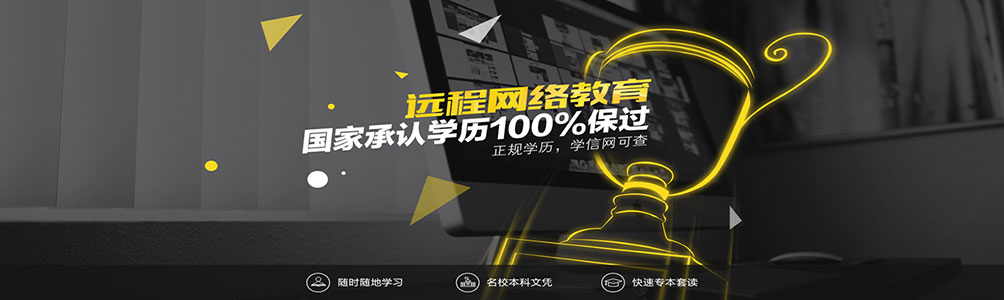 远程网络教育
国家承认学历100%保过
正规学历，学信网可查
随时随地学习
名校本科文凭
快速专本套读